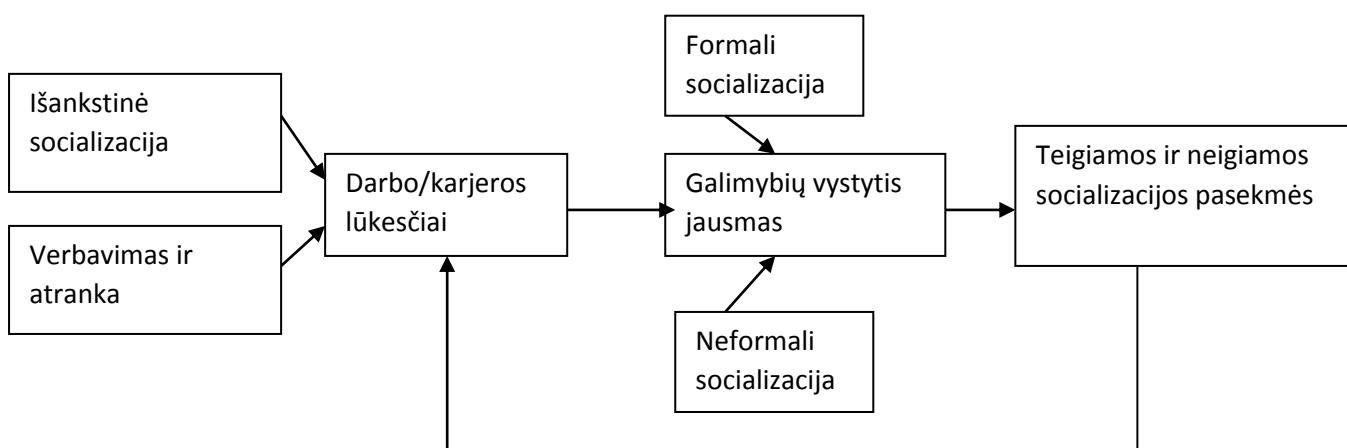 Išankstinė
socializacija
Verbavimas ir
atranka
Darbo/karjeros
lūkesčiai
Formali
socializacija
Galimybių vystytis
jausmas
Neformali
socializacija
Teigiamos ir neigiamos
socializacijos pasekmės